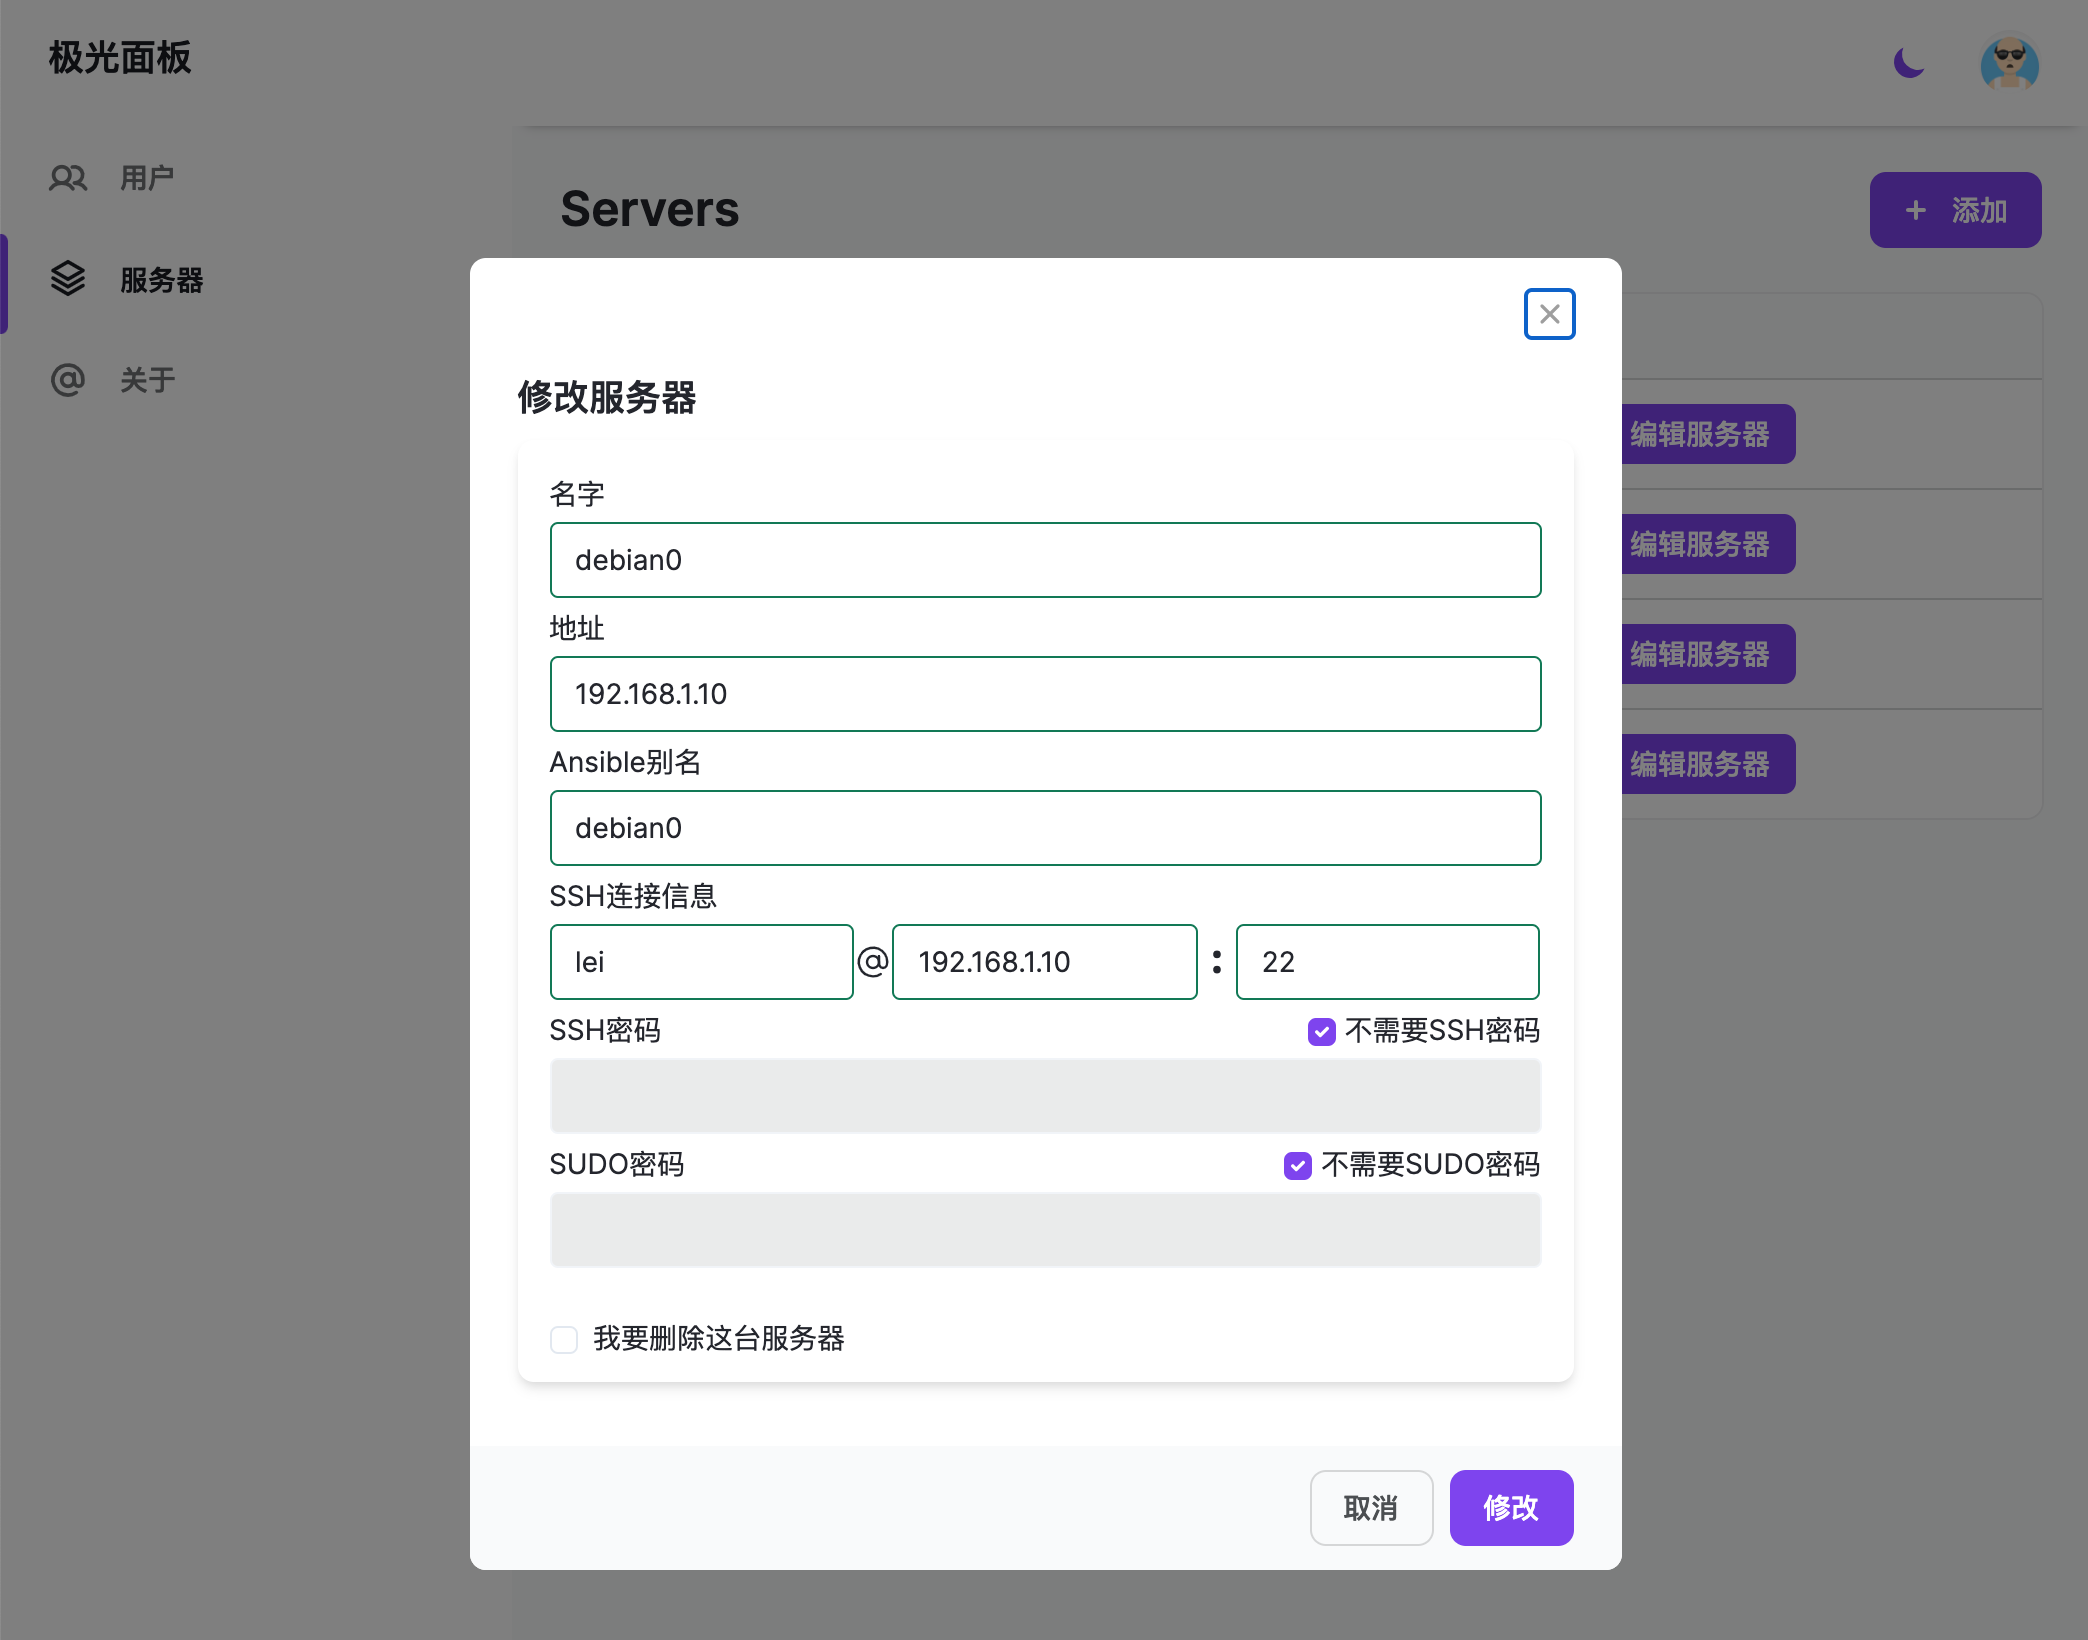 极光面板
用户
服务器
关于
Servers
+ 添加
编辑服务器
编辑服务器
编辑服务器
编辑服务器
修改服务器
名字
debian0
地址
192.168.1.10
Ansible别名
debian0
SSH连接信息
lei@192.168.1.10:22
SSH密码 不需要SSH密码
SUDO密码 不需要SUDO密码
我要删除这台服务器
取消 修改